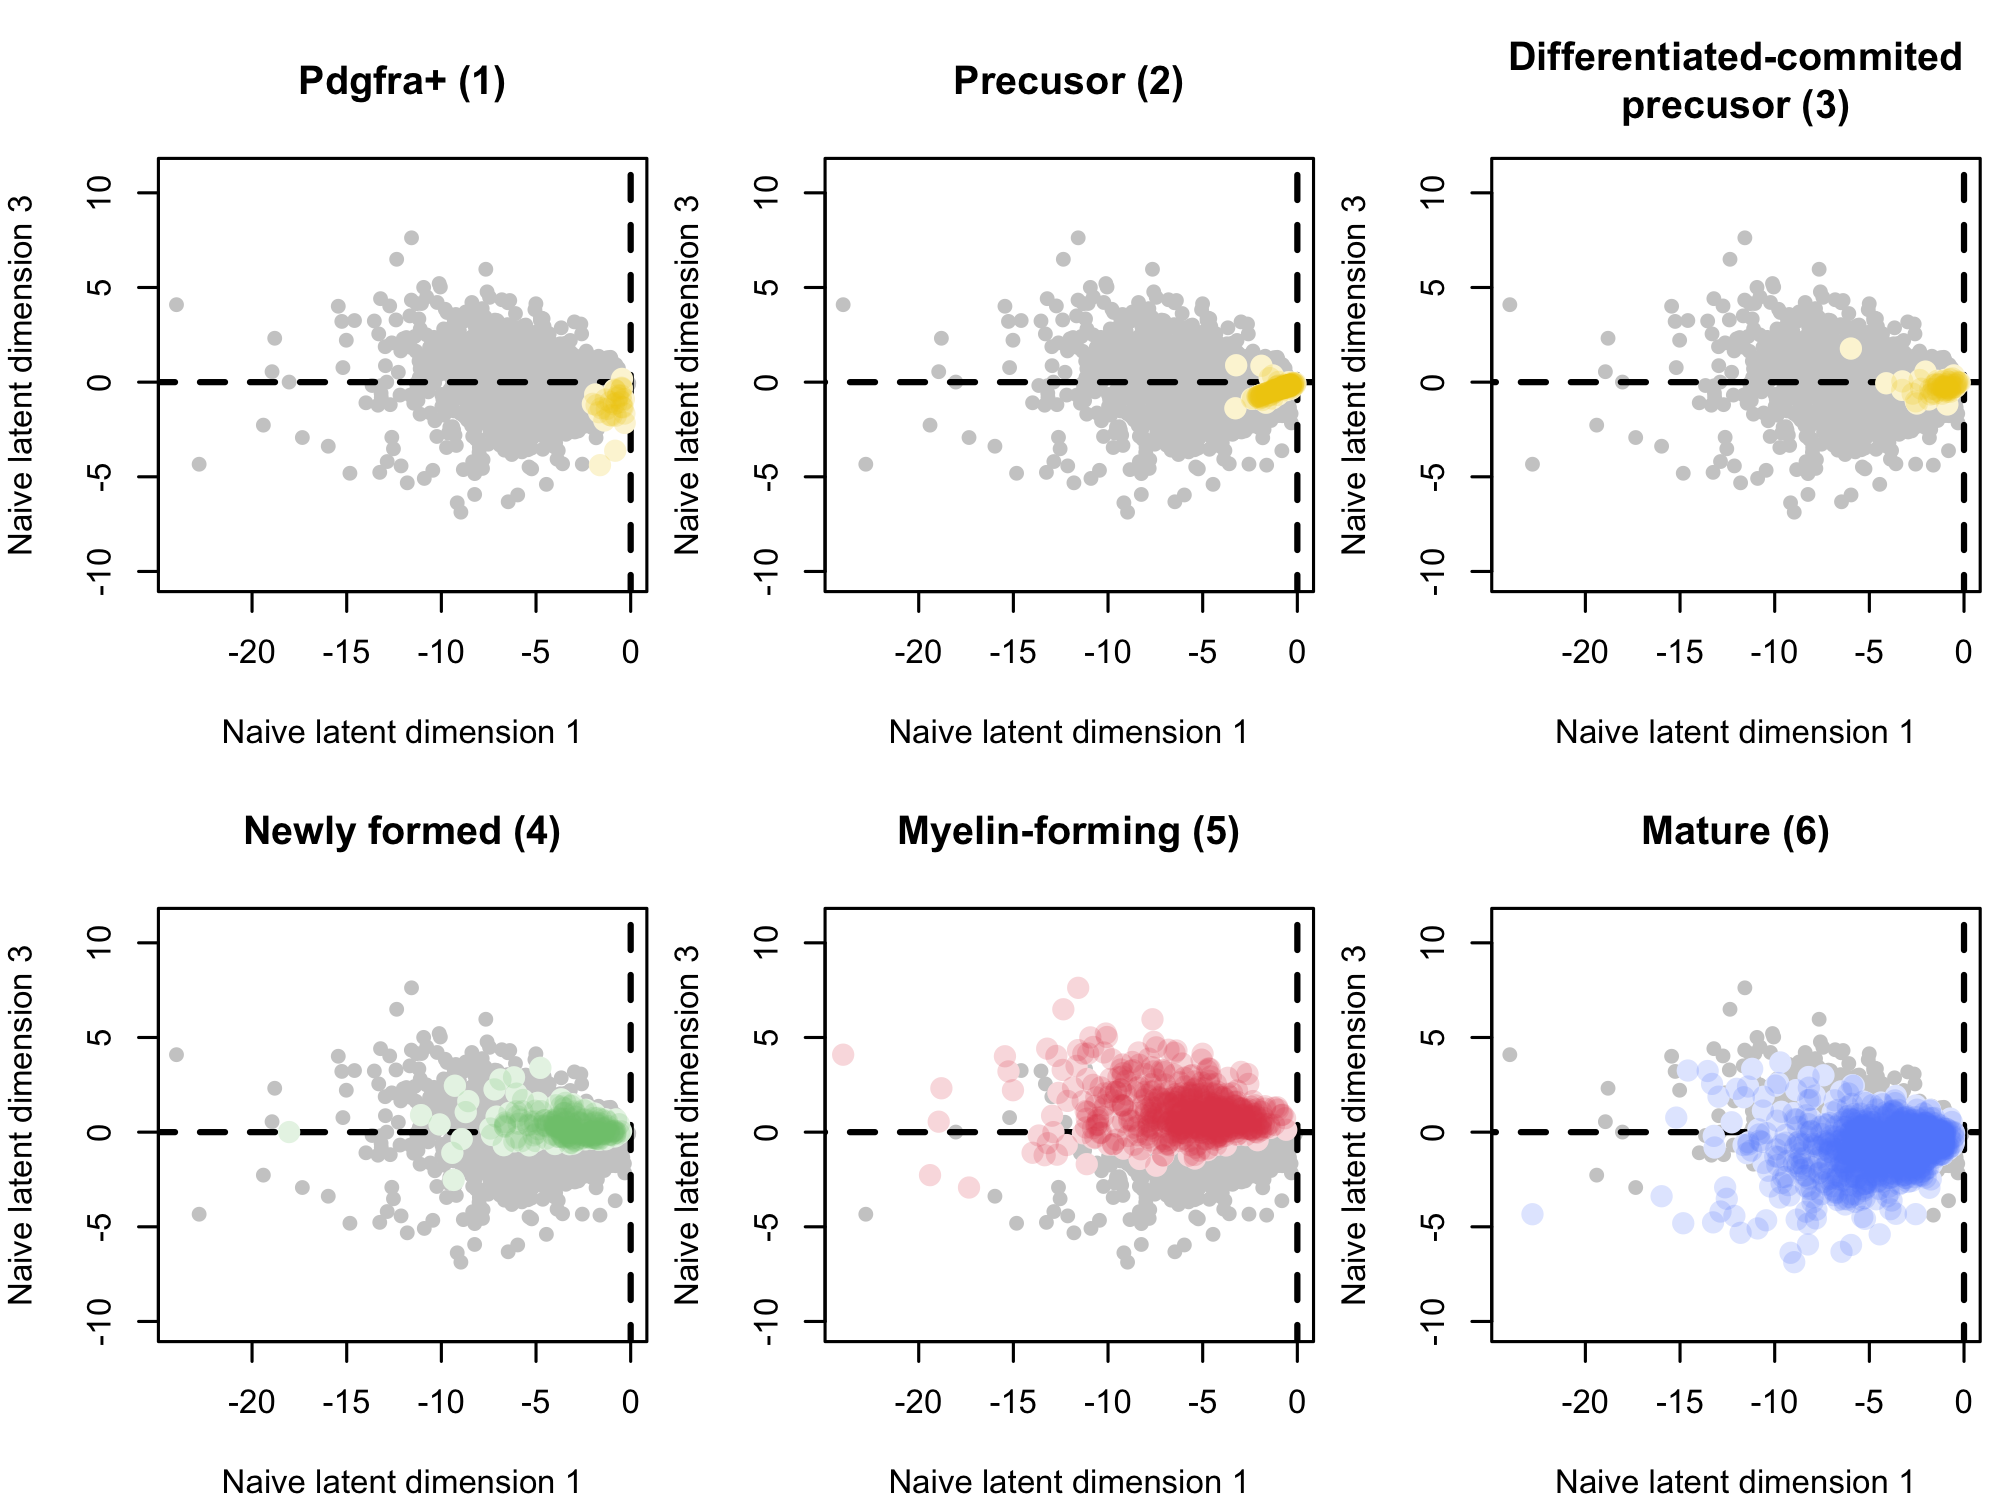 Pdgfra+ (1)
Precusor (2)
Differentiated-commited
precusor (3)
Naive latent dimension 3
10
5
0
-5
-10
-20 -15 -10 -5 0
Naive latent dimension 1
Naive latent dimension 3
10
5
0
-5
-10
-20 -15 -10 -5 0
Naive latent dimension 1
Naive latent dimension 3
10
5
0
-5
-10
-20 -15 -10 -5 0
Naive latent dimension 1
Newly formed (4)
Myelin-forming (5)
Mature (6)
Naive latent dimension 3
10
5
0
-5
-10
-20 -15 -10 -5 0
Naive latent dimension 1
Naive latent dimension 3
10
5
0
-5
-10
-20 -15 -10 -5 0
Naive latent dimension 1
Naive latent dimension 3
10
5
0
-5
-10
-20 -15 -10 -5 0
Naive latent dimension 1